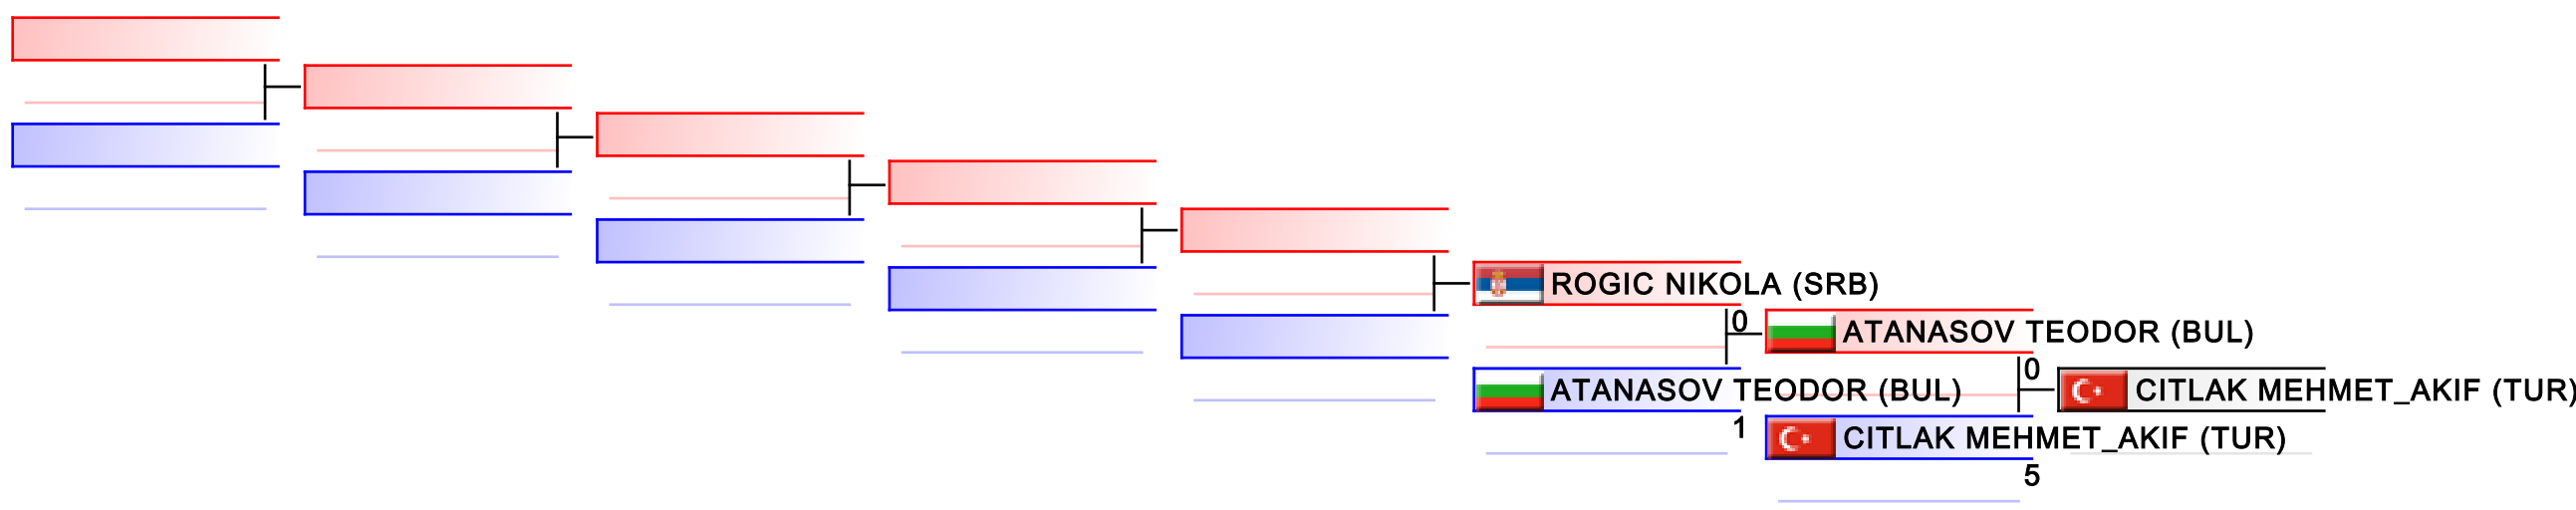 ROGIC NIKOLA (SRB)
0
ATANASOV TEODOR (BUL)
ATANASOV TEODOR (BUL)
1
0
CITLAK MEHMET_AKIF (TUR)
CITLAK MEHMET_AKIF (TUR)
5